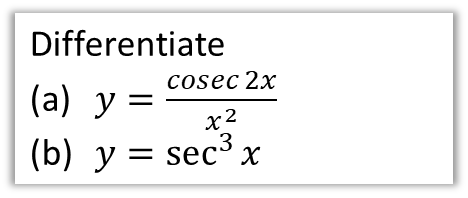 Differentiate
(a) y = cosec 2x / x²
(b) y = sec³ x